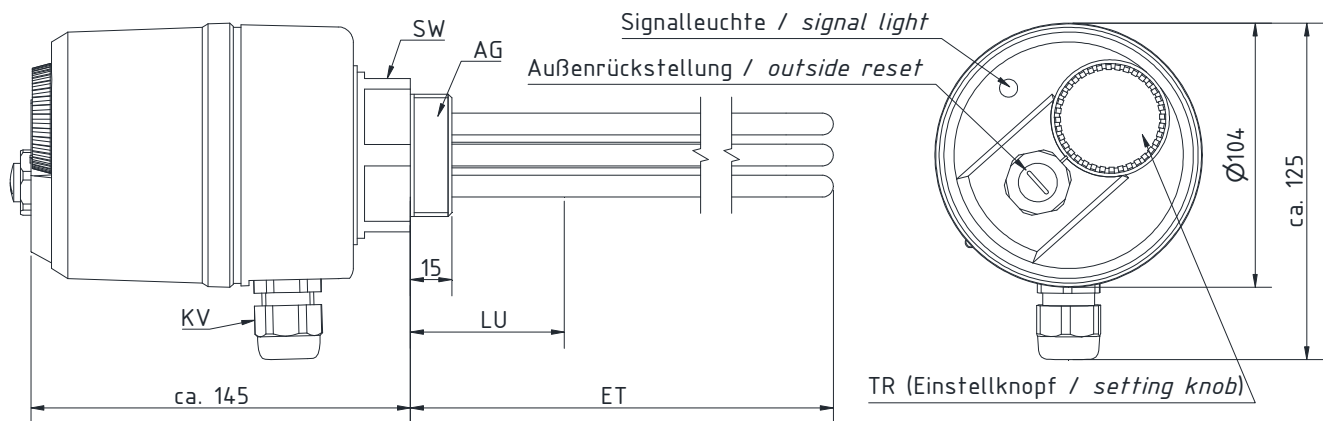 SW
AG
KV
15
LU
ca. 145
ET
Signalleuchte / signal light
Außenrückstellung / outside reset
Ø104
ca. 125
TR (Einstellknopf / setting knob)